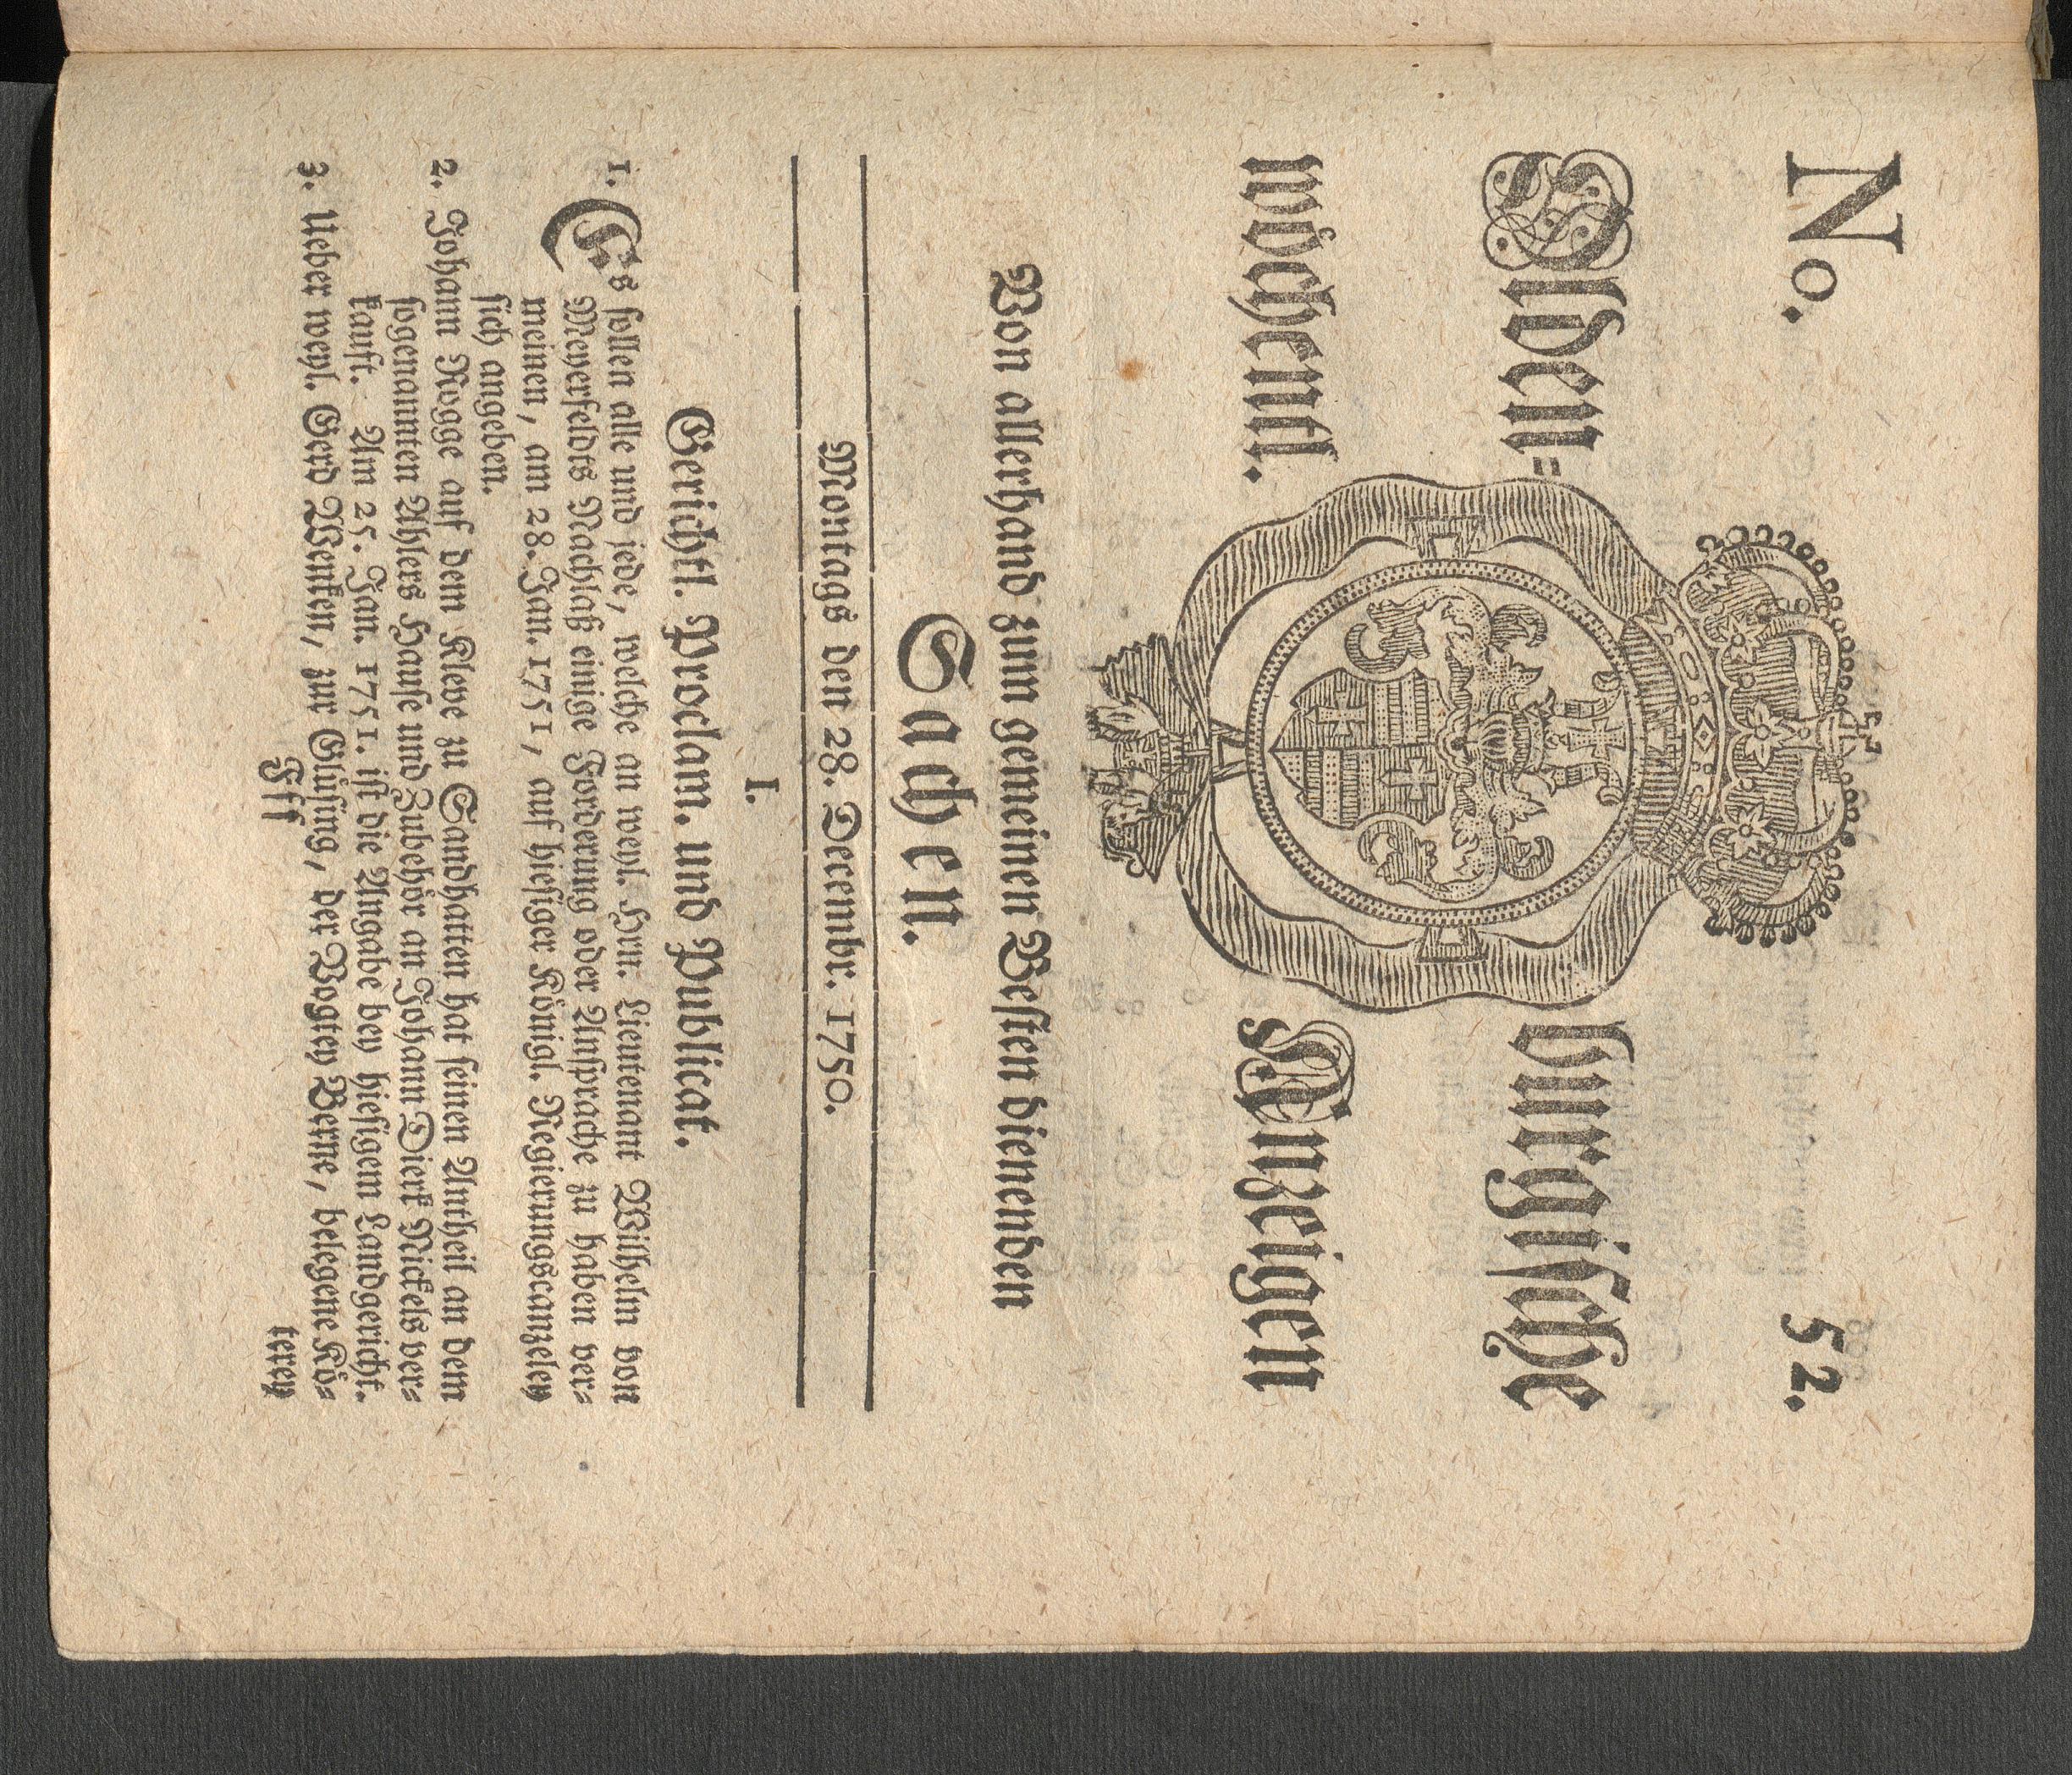 No. 52.
Olden= burgische
wöchentl. Anzeigen
Von allerhand zum gemeinen Besten dienenden
Sachen.
Montags den 28. Decembr. 1750.
I.
Gerichtl. Proclam. und Publicat.
1. Es sollen alle und jede, welche an weyl. Hrn. Lieutenant Wilhelm von
Meyerfeldts Nachlaß einige Forderung oder Ansprache zu haben ver=
meinen, am 28. Jan. 1751, auf hiesiger Königl. Regierungscanzeley
sich angeben.
2. Johann Rogge auf dem Kleve zu Sandhatten hat seinen Antheil an dem
sogenannten Ahlers Hause und Zubehör an Johann Dierk Mickels ver=
kauft. Am 25. Jan. 1751. ist die Angabe bey hiesigem Landgericht.
3. Ueber weyl. Gerd Wenken, zur Glüsing, der Vogtey Berne, belegene Kö=
Fff terey